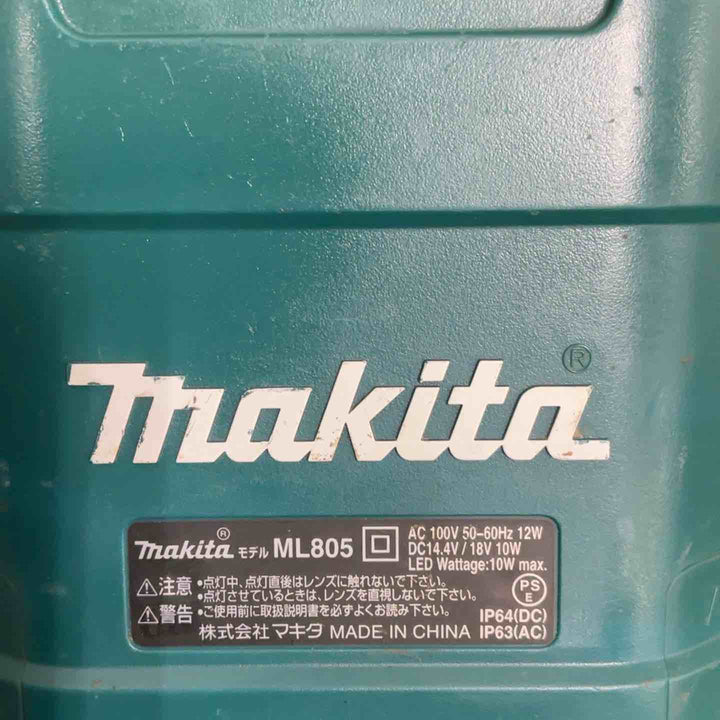 makita®
makita® モデル ML805 AC 100V 50-60Hz 12W
DC14.4V / 18V 10W
LED Wattage:10W max.
⚠注意 •点灯中、点灯直後はレンズに触れないで下さい。
•点灯させているときは、レンズを直視しないで下さい。
⚠警告 •ご使用前に取扱説明書を必ずよくお読み下さい。
PS
E
IP64(DC)
株式会社マキタ MADE IN CHINA IP63(AC)